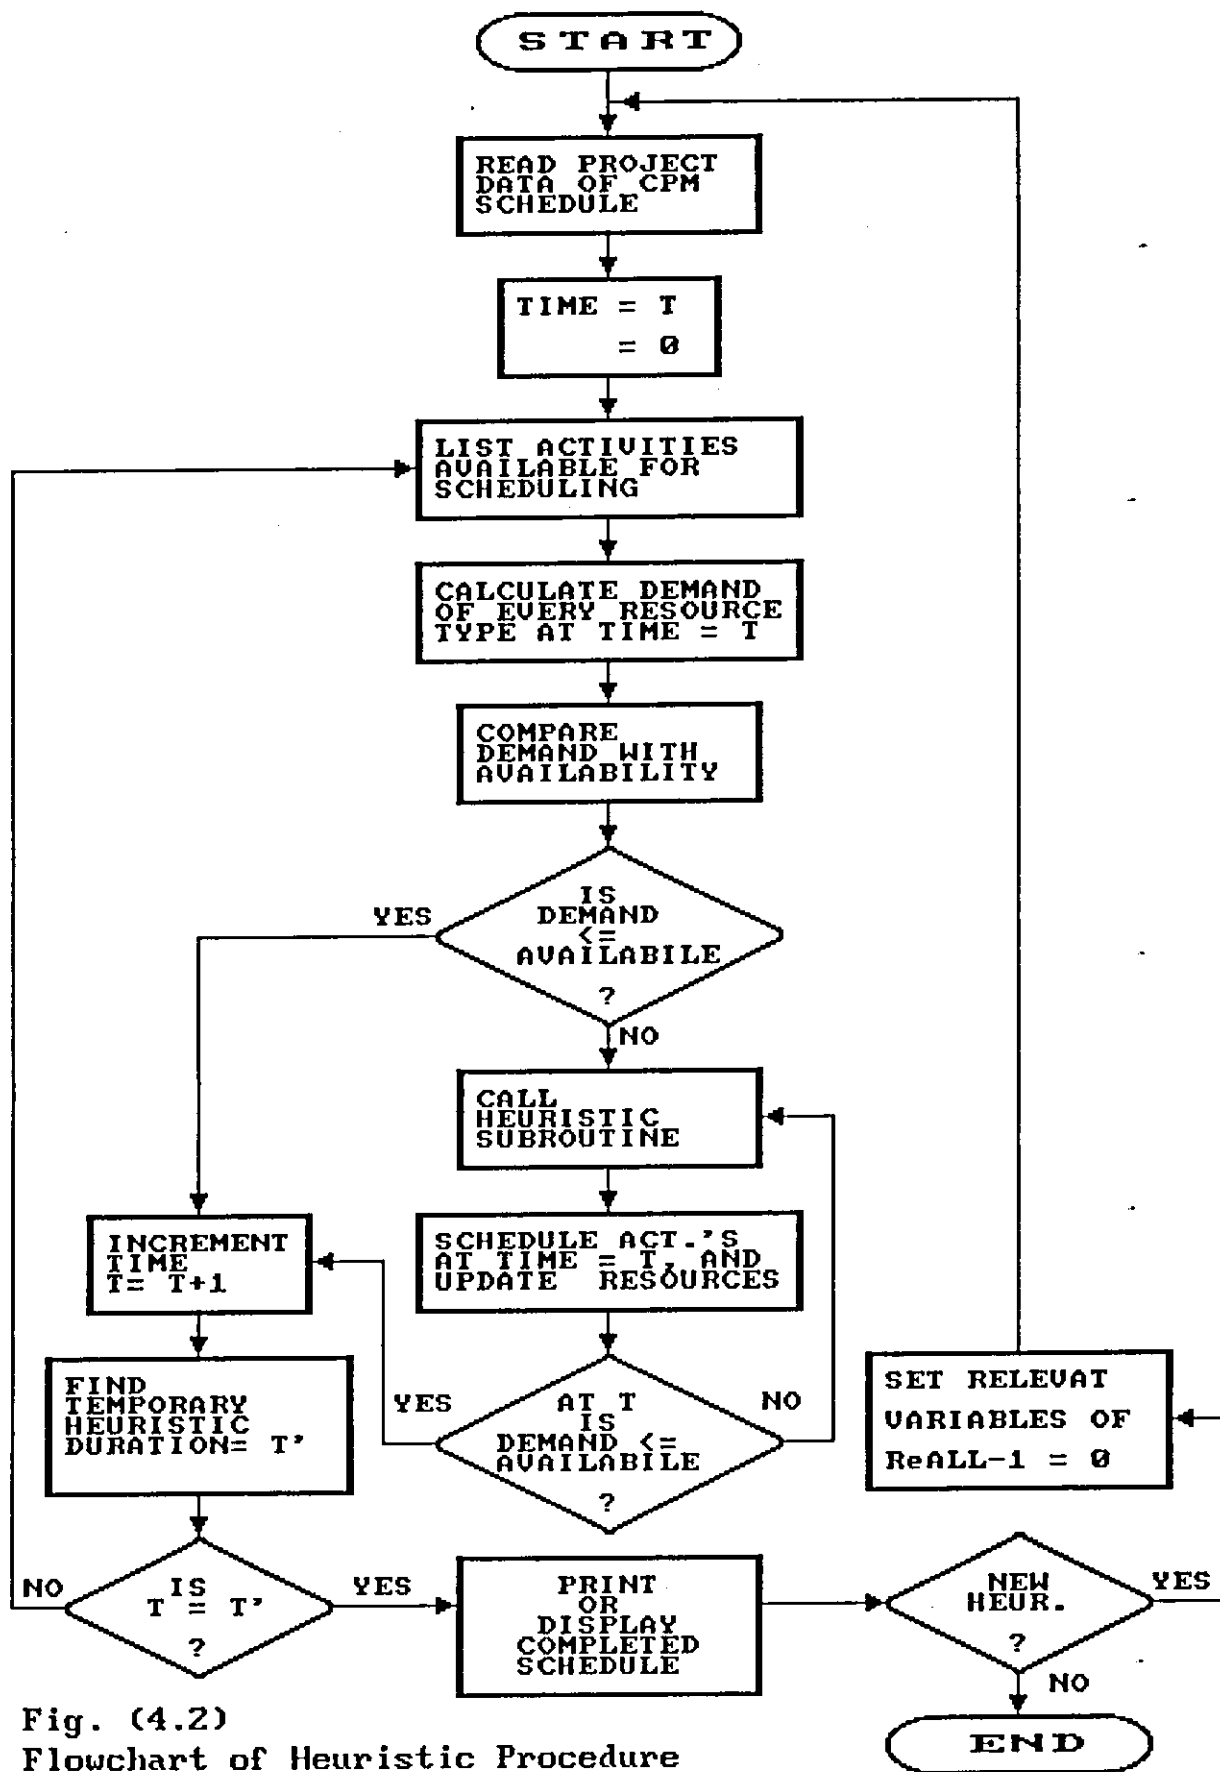 START
READ PROJECT
DATA OF CPM
SCHEDULE
TIME = T
= 0
LIST ACTIVITIES
AVAILABLE FOR
SCHEDULING
CALCULATE DEMAND
OF EVERY RESOURCE
TYPE AT TIME = T
COMPARE
DEMAND WITH
AVAILABILITY
IS
DEMAND
<=
AVAILABILE
?
YES
NO
CALL
HEURISTIC
SUBROUTINE
INCREMENT
TIME
T= T+1
SCHEDULE ACT.'S
AT TIME = T, AND
UPDATE RESOURCES
FIND
TEMPORARY
HEURISTIC
DURATION= T'
YES
AT T
IS
DEMAND <=
AVAILABILE
?
NO
SET RELEVAT
VARIABLES OF
ReALL-1 = 0
NO
IS
T = T'
?
YES
PRINT
OR
DISPLAY
COMPLETED
SCHEDULE
NEW
HEUR.
?
YES
NO
END
Fig. (4.2)
Flowchart of Heuristic Procedure